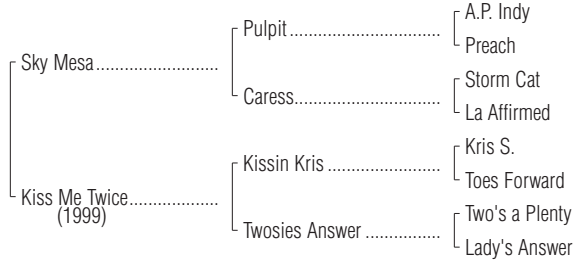 A.P. Indy
Pulpit
Preach
Sky Mesa
Storm Cat
Caress
La Affirmed
Kris S.
Kissin Kris
Toes Forward
Kiss Me Twice
(1999)
Two's a Plenty
Twosies Answer
Lady's Answer